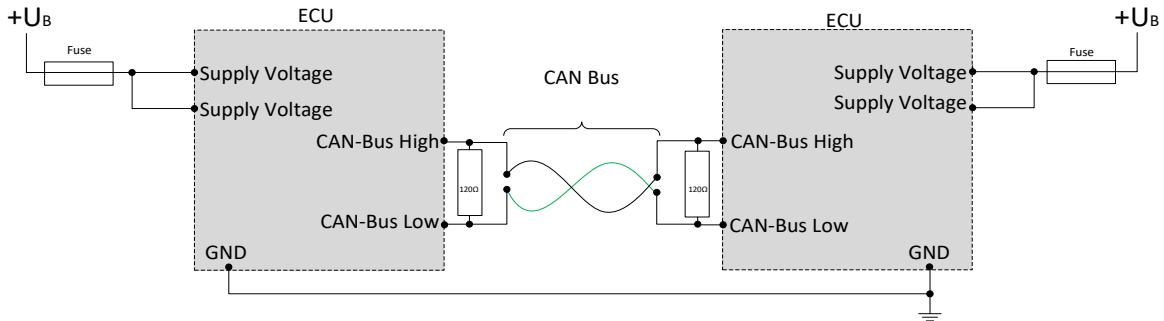 ECU
ECU
+UB
+UB
Fuse
Fuse
Supply Voltage
Supply Voltage
CAN Bus
Supply Voltage
Supply Voltage
CAN-Bus High
CAN-Bus High
120Ω
120Ω
CAN-Bus Low
CAN-Bus Low
GND
GND